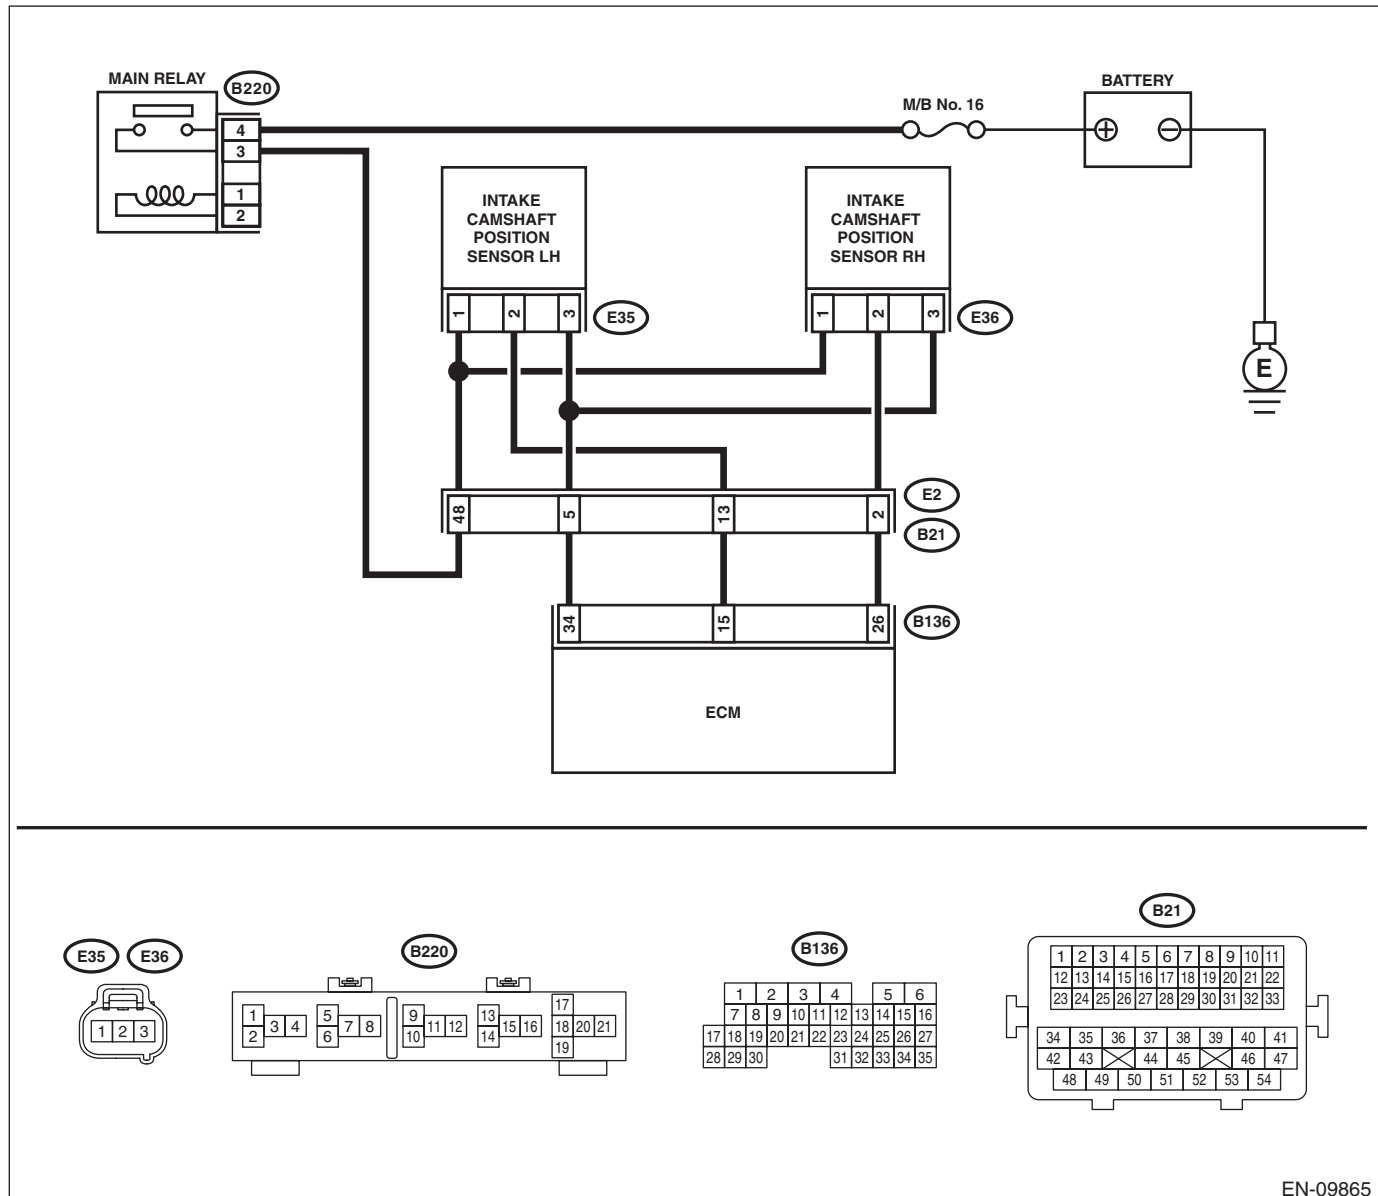 MAIN RELAY
B220
4
3
1
2
M/B No. 16
BATTERY
INTAKE
CAMSHAFT
POSITION
SENSOR LH
1 2 3
E35
INTAKE
CAMSHAFT
POSITION
SENSOR RH
1 2 3
E36
E
48 5 13 2
E2
B21
34 15 26
B136
ECM
E35 E36
1 2 3
B220
1 2 3 4
5 6 7 8
9 10 11 12
13 14 15 16
17 18 19 20 21
B136
1 2 3 4 5 6
7 8 9 10 11 12 13 14 15 16
17 18 19 20 21 22 23 24 25 26 27
28 29 30 31 32 33 34 35
B21
1 2 3 4 5 6 7 8 9 10 11
12 13 14 15 16 17 18 19 20 21 22
23 24 25 26 27 28 29 30 31 32 33
34 35 36 37 38 39 40 41
42 43 44 45 46 47
48 49 50 51 52 53 54
EN-09865